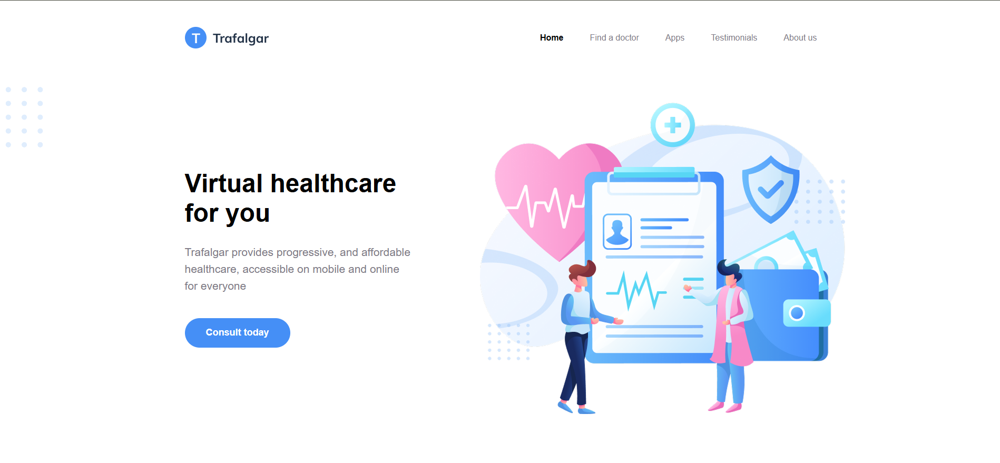 T Trafalgar
Home Find a doctor Apps Testimonials About us
Virtual healthcare
for you
Trafalgar provides progressive, and affordable
healthcare, accessible on mobile and online
for everyone
Consult today